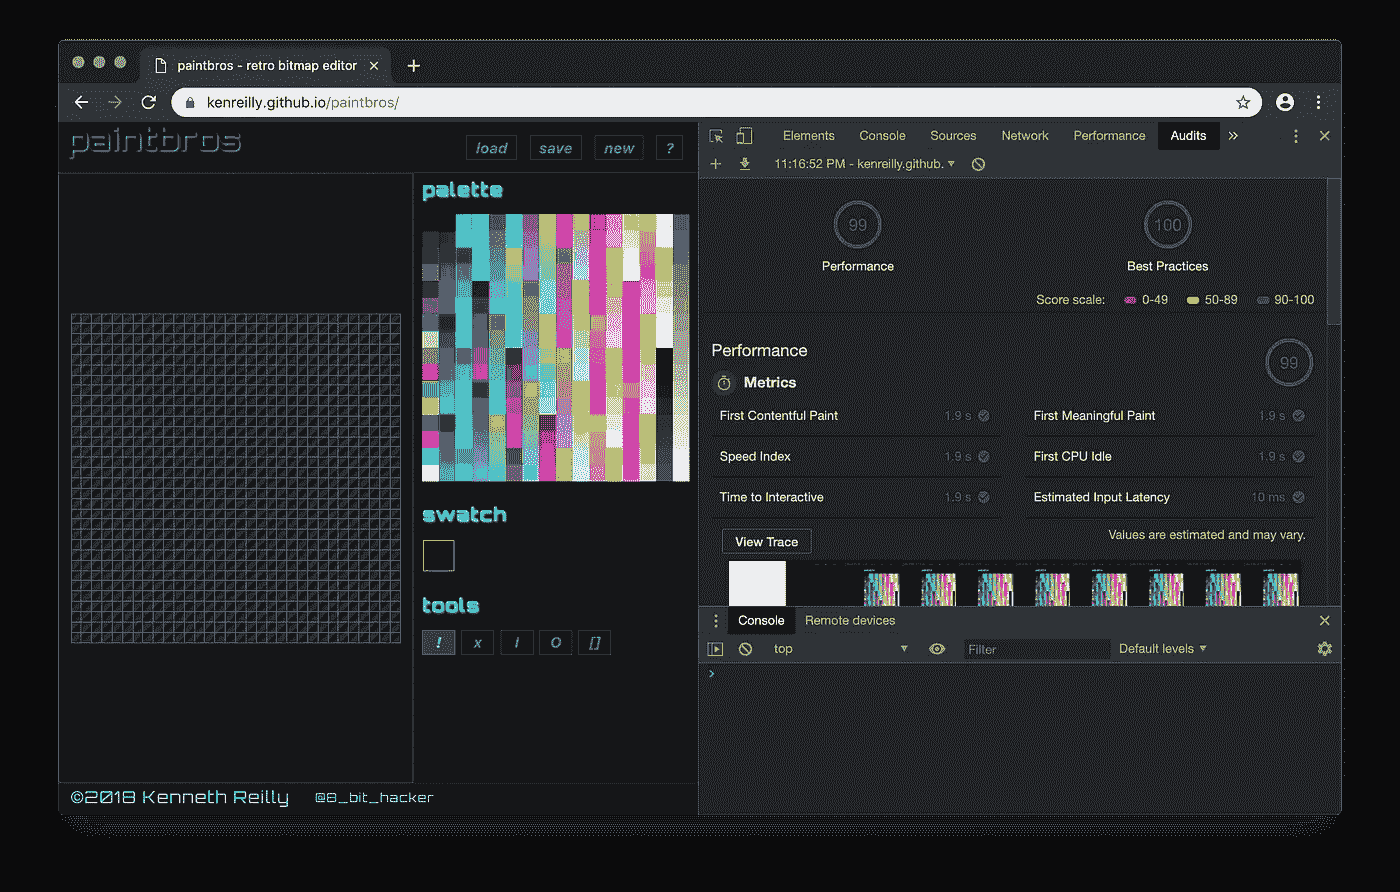 paintbros - retro bitmap editor
kenreilly.github.io/paintbros/
paintbros
load save new ?
palette
swatch
tools
! x / O []
©2018 Kenneth Reilly @8_bit_hacker
Elements Console Sources Network Performance Audits
11:16:52 PM - kenreilly.github.
99 100
Performance Best Practices
Score scale: 0-49 50-89 90-100
Performance 99
Metrics
First Contentful Paint 1.9 s First Meaningful Paint 1.9 s
Speed Index 1.9 s First CPU Idle 1.9 s
Time to Interactive 1.9 s Estimated Input Latency 10 ms
View Trace Values are estimated and may vary.
Console Remote devices
top Filter Default levels